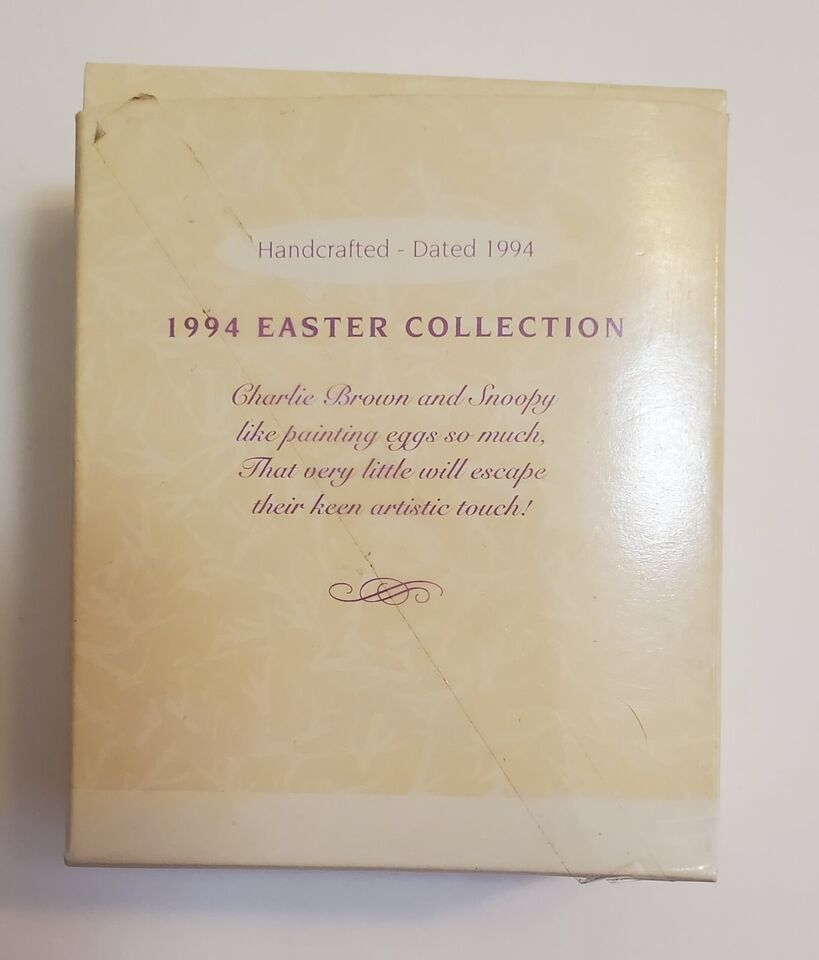 Handcrafted - Dated 1994
1994 EASTER COLLECTION
Charlie Brown and Snoopy
like painting eggs so much,
That very little will escape
their keen artistic touch!